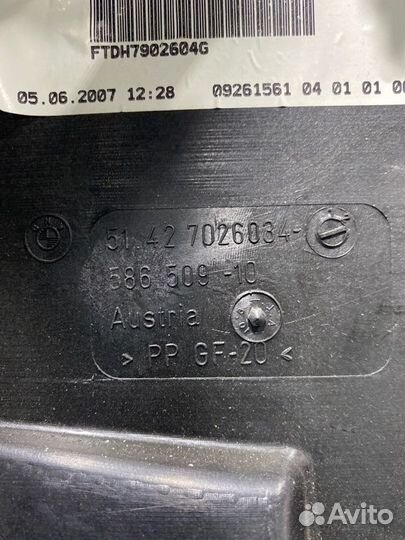 FTDH7902604G
05.06.2007 12:28 09261561 04 01 01
51.42 7026034-
586 509 -10
Austria
> PP GF-20 <
Avito